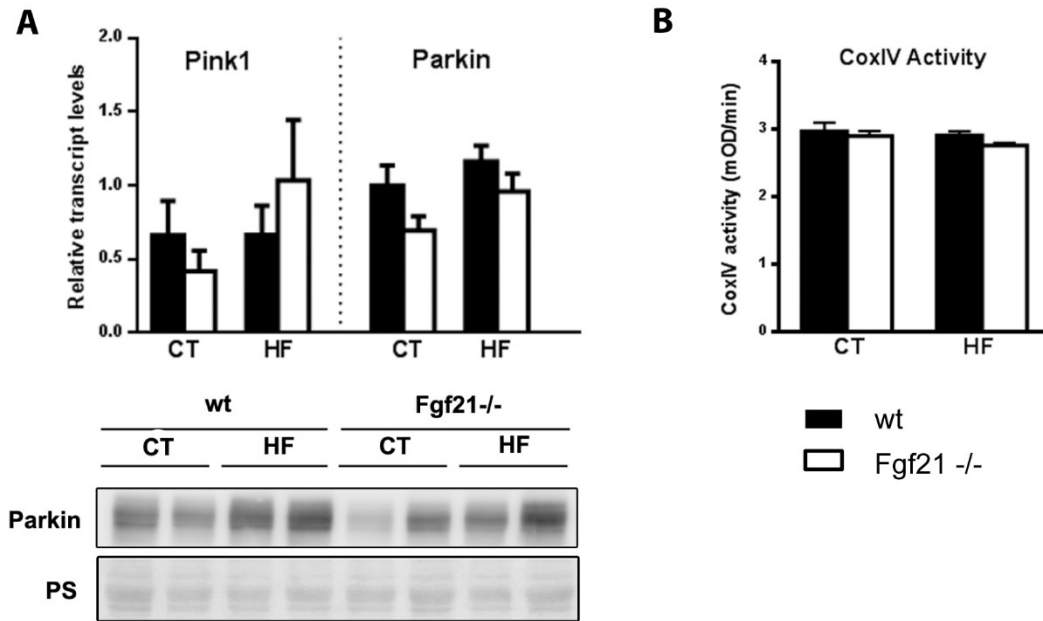 A
2.0
1.5
1.0
0.5
0.0
Relative transcript levels
Pink1
Parkin
CT
HF
CT
HF
wt
Fgf21-/-
CT
HF
CT
HF
Parkin
PS
B
CoxIV Activity
CoxIV activity (mOD/min)
4
3
2
1
0
CT
HF
wt
Fgf21 -/-